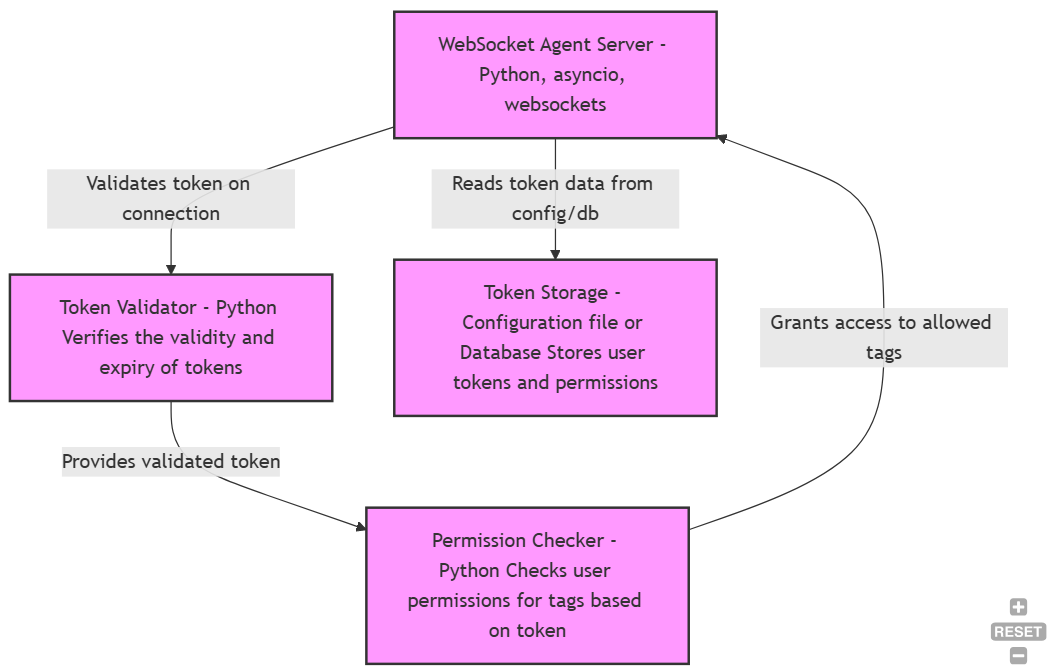 WebSocket Agent Server -
Python, asyncio,
websockets
Validates token on
connection
Reads token data from
config/db
Token Validator - Python
Verifies the validity and
expiry of tokens
Token Storage -
Configuration file or
Database Stores user
tokens and permissions
Grants access to allowed
tags
Provides validated token
Permission Checker -
Python Checks user
permissions for tags based
on token
RESET